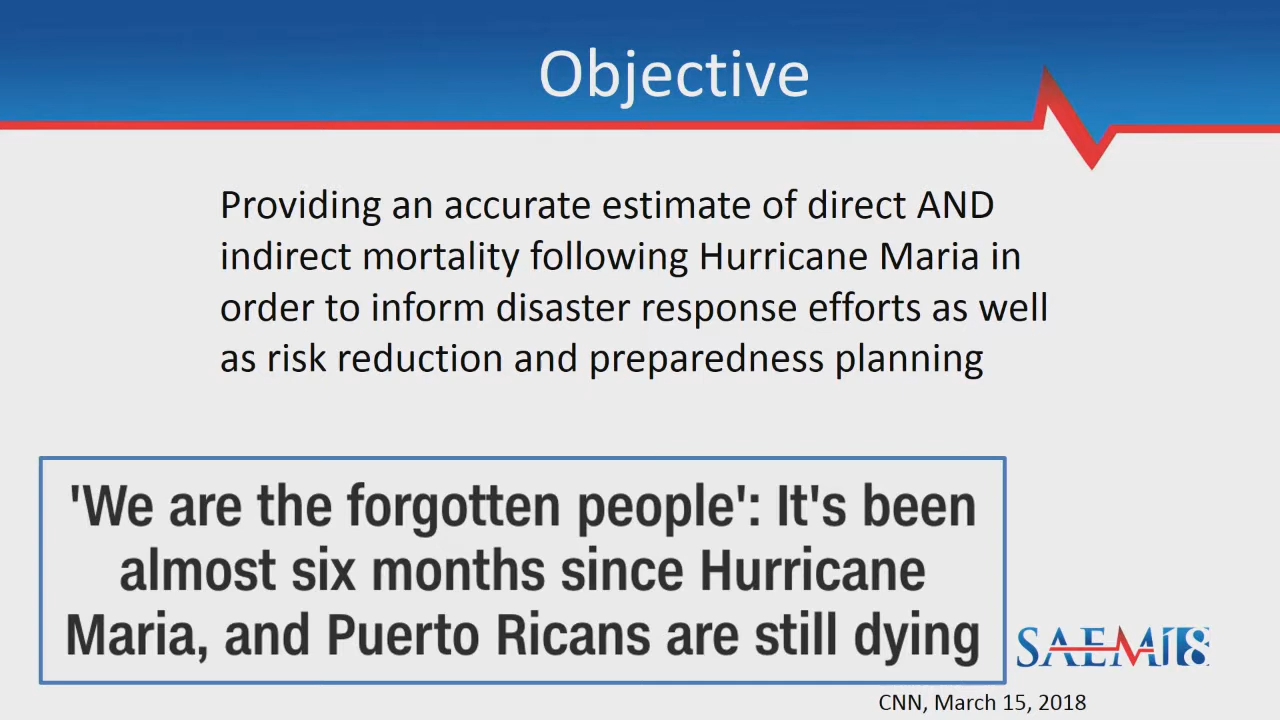 Objective
Providing an accurate estimate of direct AND
indirect mortality following Hurricane Maria in
order to inform disaster response efforts as well
as risk reduction and preparedness planning
'We are the forgotten people': It's been
almost six months since Hurricane
Maria, and Puerto Ricans are still dying
SAEM18
CNN, March 15, 2018